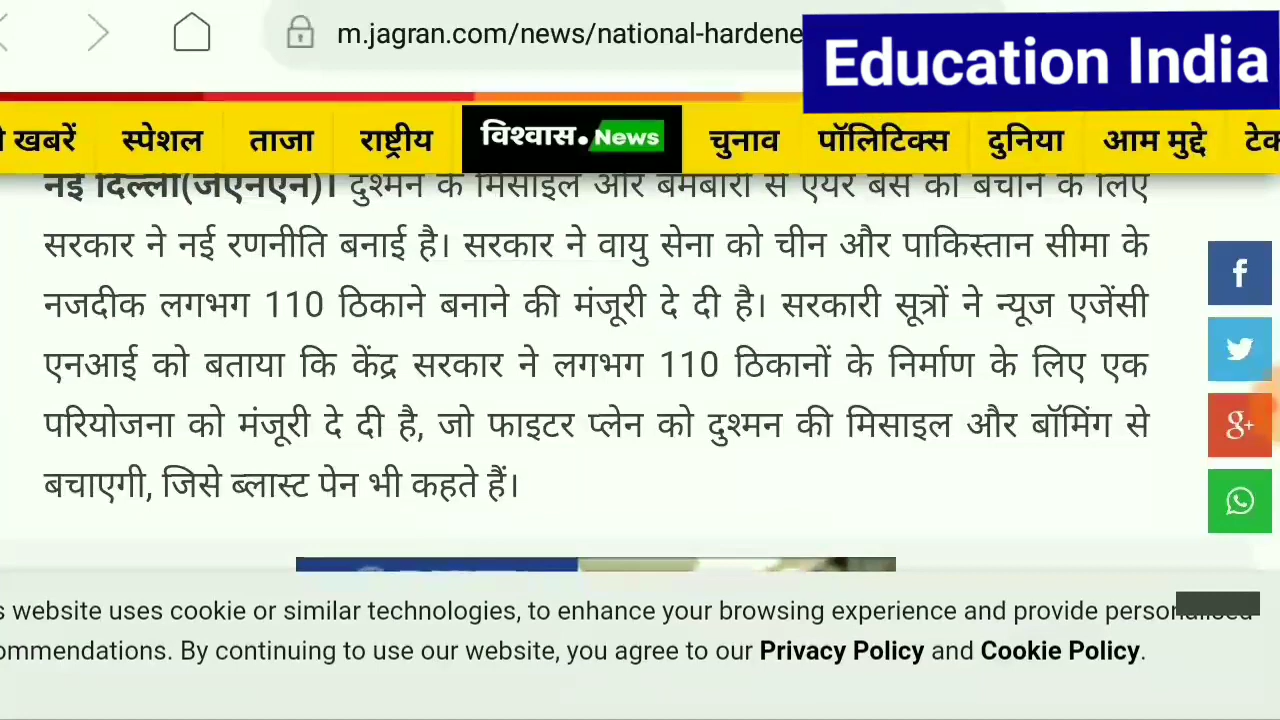 m.jagran.com/news/national-hardene
Education India
खबरें स्पेशल ताजा राष्ट्रीय विश्वास.News चुनाव पॉलिटिक्स दुनिया आम मुद्दे
नई दिल्ली(जेएनएन)। दुश्मन के मिसाइल और बमबारी से एयर बेस को बचाने के लिए
सरकार ने नई रणनीति बनाई है। सरकार ने वायु सेना को चीन और पाकिस्तान सीमा के
नजदीक लगभग 110 ठिकाने बनाने की मंजूरी दे दी है। सरकारी सूत्रों ने न्यूज एजेंसी
एनआई को बताया कि केंद्र सरकार ने लगभग 110 ठिकानों के निर्माण के लिए एक
परियोजना को मंजूरी दे दी है, जो फाइटर प्लेन को दुश्मन की मिसाइल और बॉमिंग से
बचाएगी, जिसे ब्लास्ट पेन भी कहते हैं।
f
8+
website uses cookie or similar technologies, to enhance your browsing experience and provide personalised
ommendations. By continuing to use our website, you agree to our Privacy Policy and Cookie Policy.